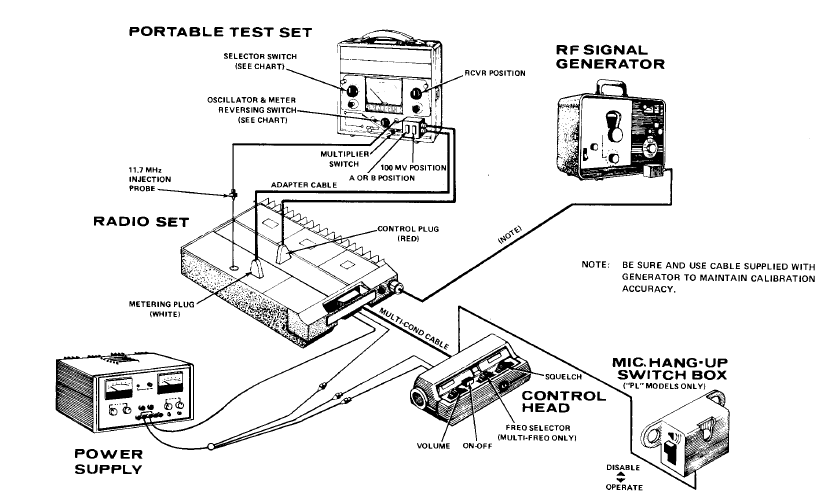 PORTABLE TEST SET
SELECTOR SWITCH
(SEE CHART)
RCVR POSITION
OSCILLATOR & METER
REVERSING SWITCH
(SEE CHART)
MULTIPLIER
SWITCH
100 MV POSITION
A OR B POSITION
RF SIGNAL
GENERATOR
11.7 MHz
INJECTION
PROBE
ADAPTER CABLE
RADIO SET
CONTROL PLUG
(RED)
(NOTE)
METERING PLUG
(WHITE)
NOTE: BE SURE AND USE CABLE SUPPLIED WITH
GENERATOR TO MAINTAIN CALIBRATION
ACCURACY.
MULTI-COND CABLE
MIC. HANG-UP
SWITCH BOX
("PL" MODELS ONLY)
SQUELCH
CONTROL
HEAD
FREQ SELECTOR
(MULTI-FREQ ONLY)
VOLUME
ON-OFF
POWER
SUPPLY
DISABLE
OPERATE